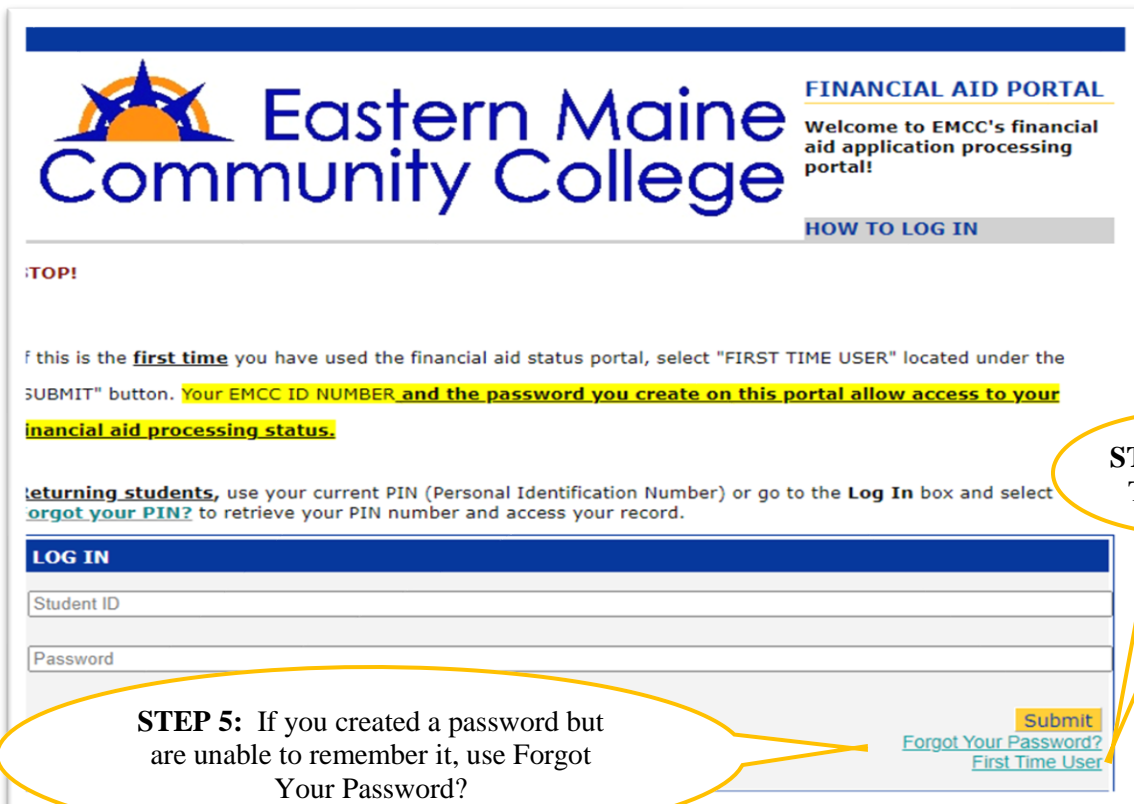 Eastern Maine
Community College
FINANCIAL AID PORTAL
Welcome to EMCC's financial
aid application processing
portal!
HOW TO LOG IN
TOP!
f this is the first time you have used the financial aid status portal, select "FIRST TIME USER" located under the
SUBMIT" button. Your EMCC ID NUMBER and the password you create on this portal allow access to your
inancial aid processing status.
Returning students, use your current PIN (Personal Identification Number) or go to the Log In box and select
orgot your PIN? to retrieve your PIN number and access your record.
ST
T
LOG IN
Student ID
Password
STEP 5: If you created a password but
are unable to remember it, use Forgot
Your Password?
Submit
Forgot Your Password?
First Time User